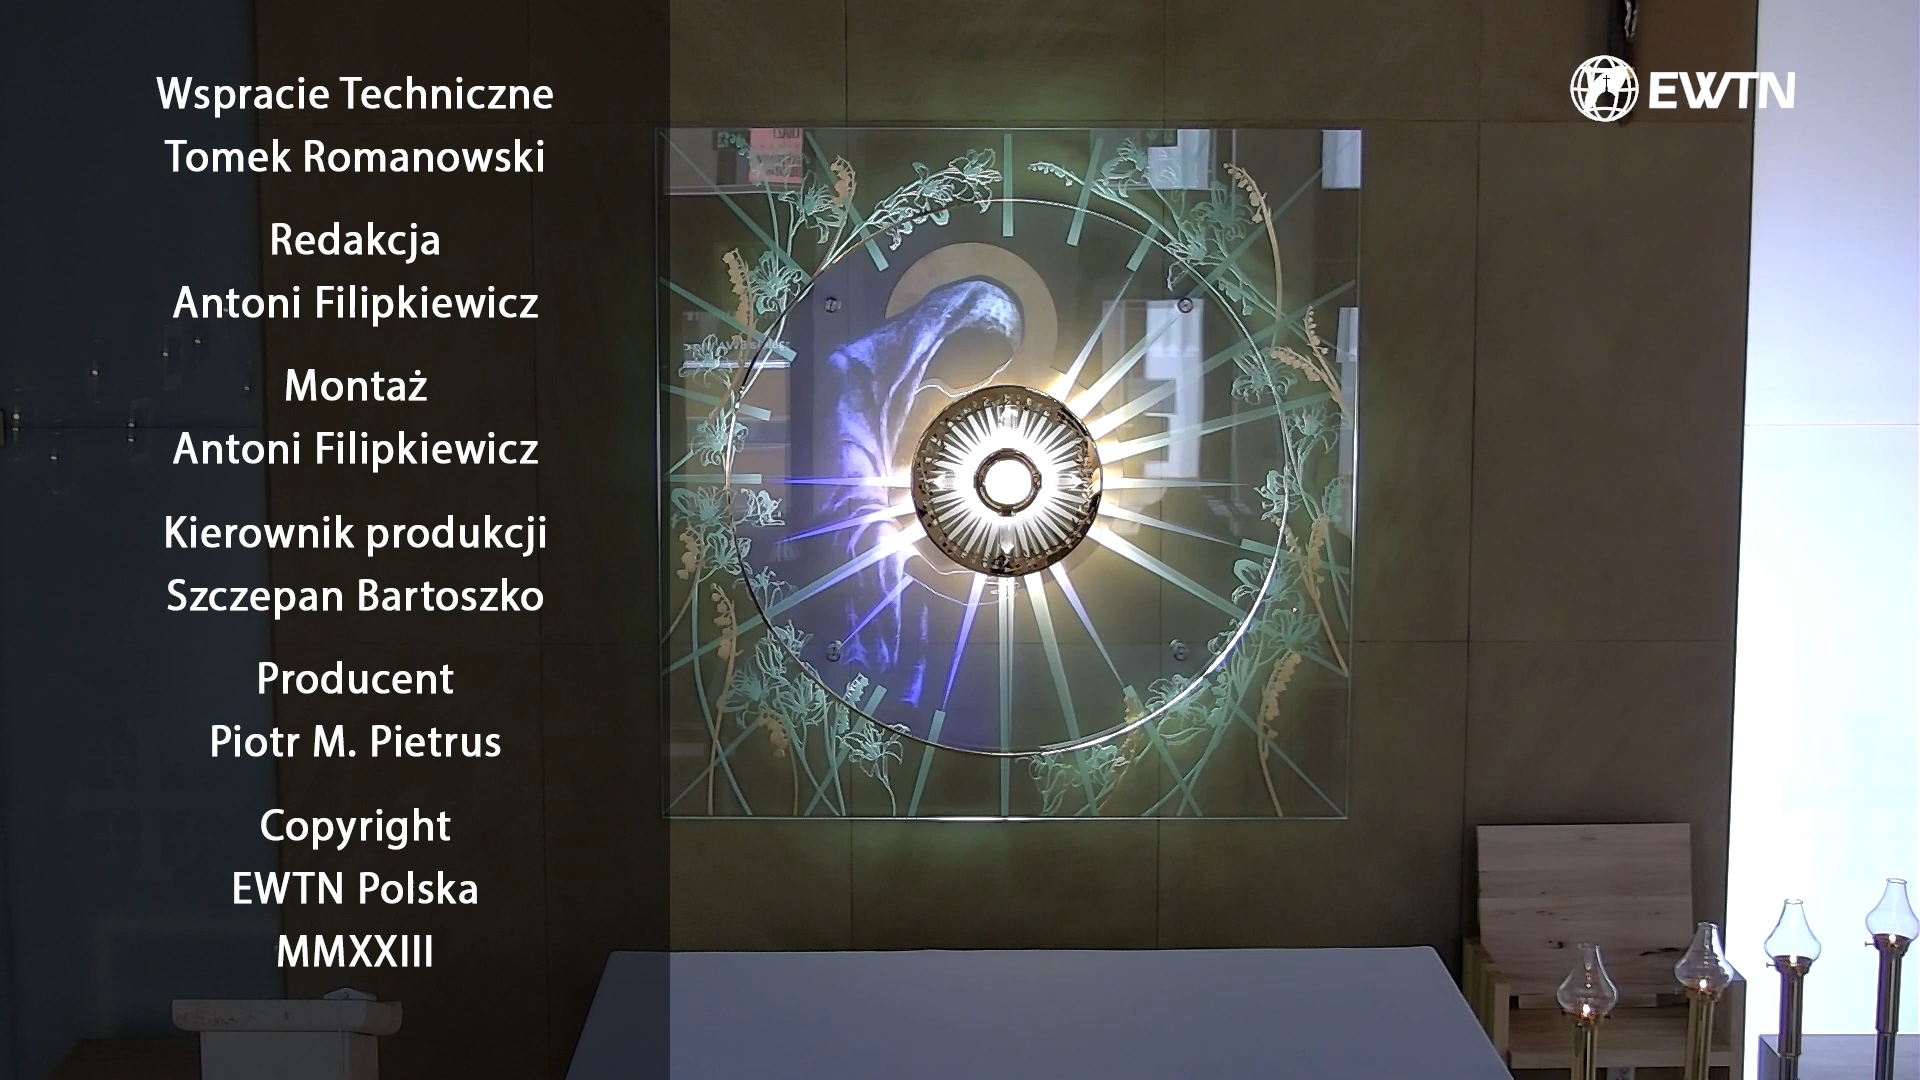 Wspracie Techniczne
Tomek Romanowski
Redakcja
Antoni Filipkiewicz
Montaż
Antoni Filipkiewicz
Kierownik produkcji
Szczepan Bartoszko
Producent
Piotr M. Pietrus
Copyright
EWTN Polska
MMXXIII
EWTN